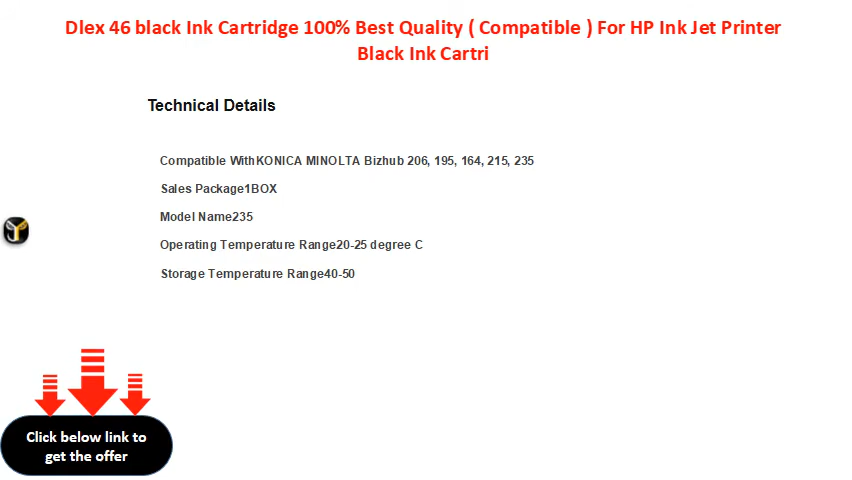 Dlex 46 black Ink Cartridge 100% Best Quality ( Compatible ) For HP Ink Jet Printer
Black Ink Cartri
Technical Details
Compatible WithKONICA MINOLTA Bizhub 206, 195, 164, 215, 235
Sales Package1BOX
Model Name235
Operating Temperature Range20-25 degree C
Storage Temperature Range40-50
Click below link to
get the offer